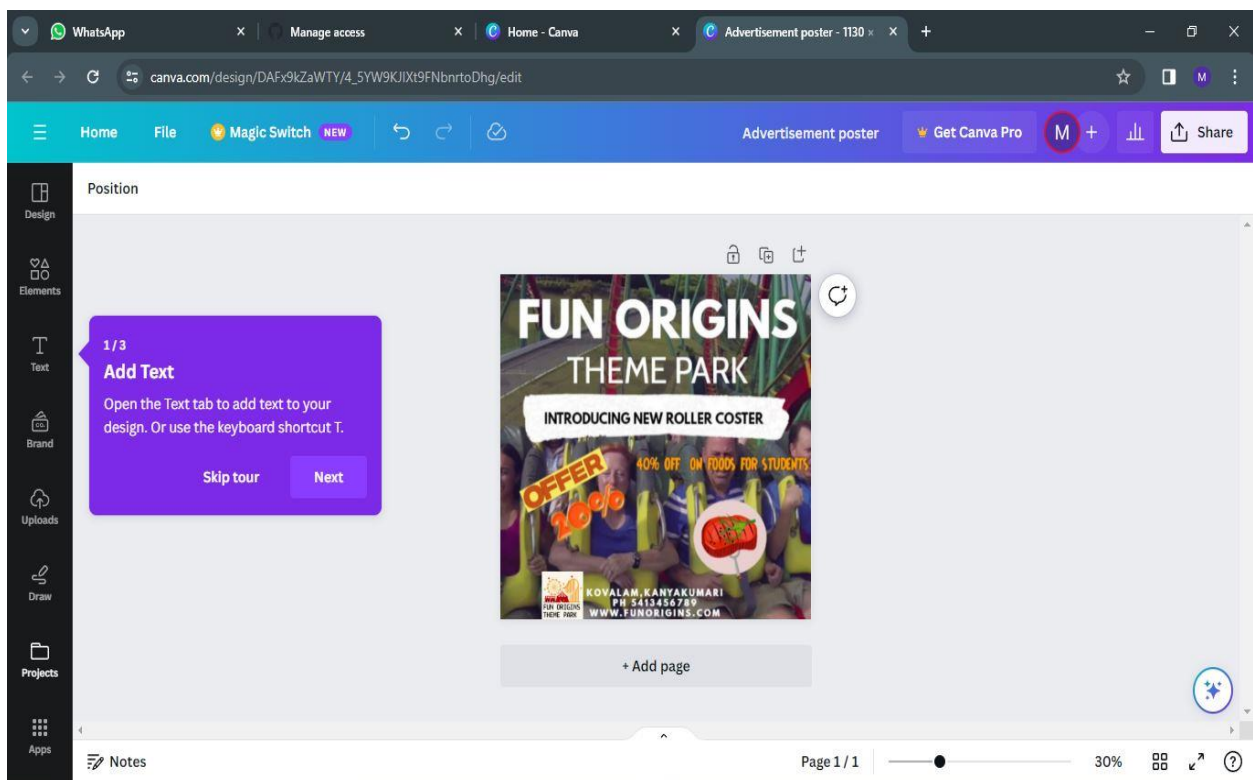 WhatsApp
Manage access
Home - Canva
Advertisement poster - 1130 ×
canva.com/design/DAFx9kZaWTY/4_5YW9KJIXt9FNbnrtoDhg/edit
M
Home File Magic Switch NEW
Advertisement poster
Get Canva Pro
M
Share
Position
Design
Elements
Text
Brand
CO.
Uploads
Draw
Projects
Apps
1/3
Add Text
Open the Text tab to add text to your
design. Or use the keyboard shortcut T.
Skip tour Next
FUN ORIGINS
THEME PARK
INTRODUCING NEW ROLLER COSTER
40% OFF ON FOODS FOR STUDENTS
OFFER
20%
FUN ORIGINS
THEME PARK
KOVALAM,KANYAKUMARI
PH 5413456789
WWW.FUNORIGINS.COM
+ Add page
Notes
Page 1 / 1
30%